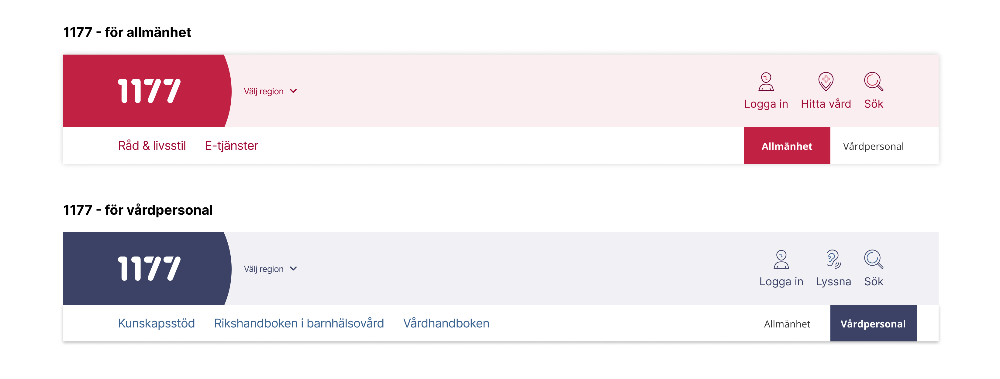 1177 - för allmänhet
1177
Välj region
Logga in
Hitta vård
Sök
Råd & livsstil
E-tjänster
Allmänhet
Vårdpersonal
1177 - för vårdpersonal
1177
Välj region
Logga in
Lyssna
Sök
Kunskapsstöd
Rikshandboken i barnhälsovård
Vårdhandboken
Allmänhet
Vårdpersonal